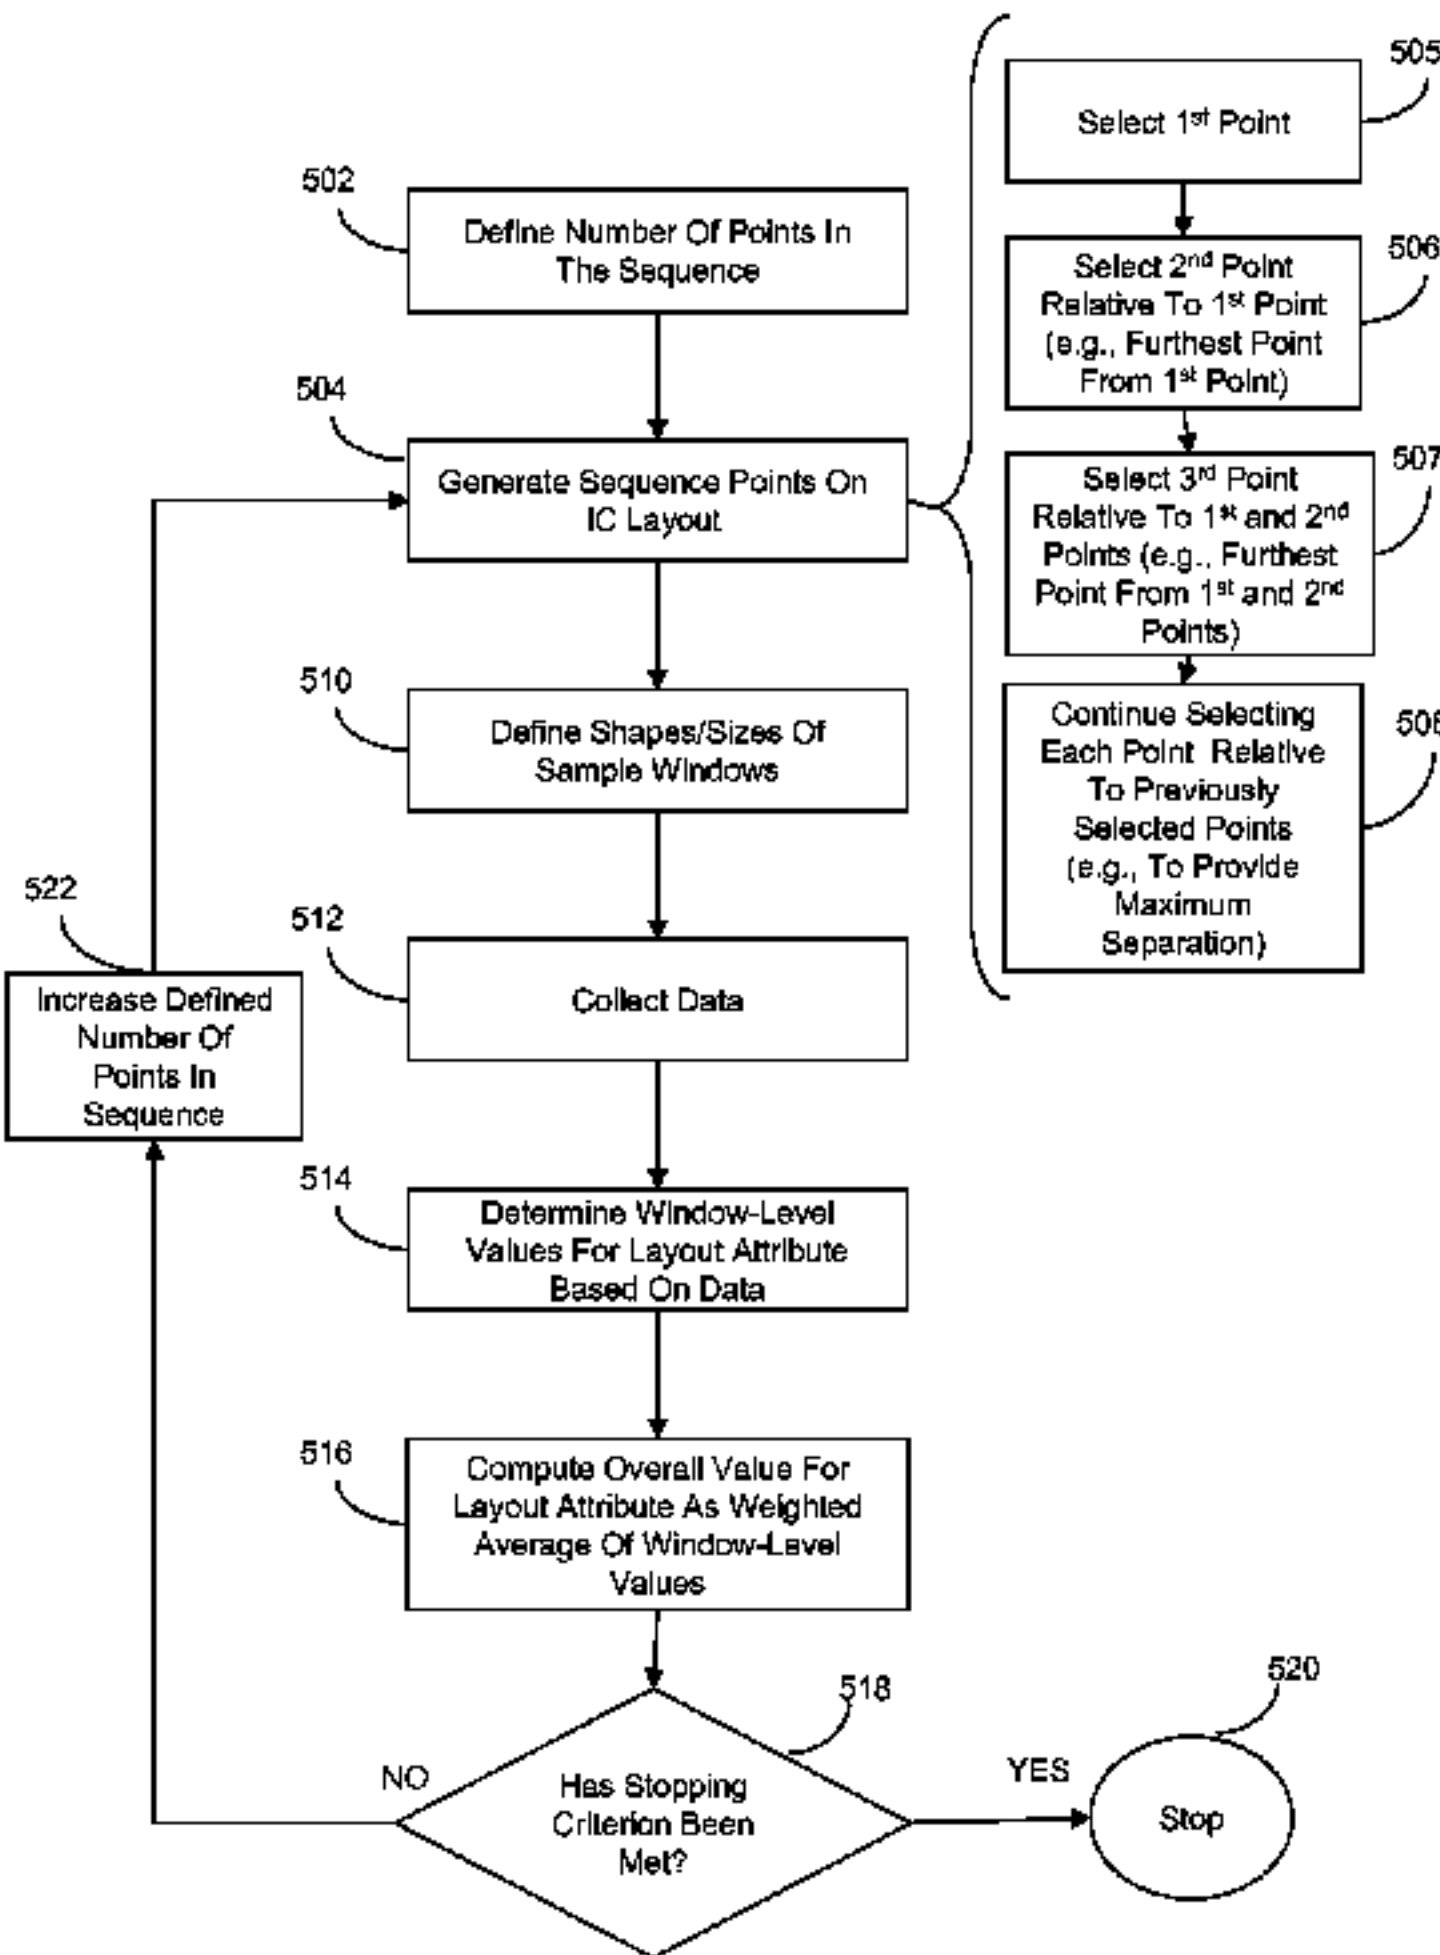 505
Select 1st Point
502
Define Number Of Points In
The Sequence
506
Select 2nd Point
Relative To 1st Point
(e.g., Furthest Point
From 1st Point)
504
Generate Sequence Points On
IC Layout
507
Select 3rd Point
Relative To 1st and 2nd
Points (e.g., Furthest
Point From 1st and 2nd
Points)
510
Define Shapes/Sizes Of
Sample Windows
Continue Selecting
Each Point Relative
To Previously
Selected Points
(e.g., To Provide
Maximum
Separation)
522
Increase Defined
Number Of
Points In
Sequence
512
Collect Data
514
Determine Window-Level
Values For Layout Attribute
Based On Data
516
Compute Overall Value For
Layout Attribute As Weighted
Average Of Window-Level
Values
518
520
NO
Has Stopping
Criterion Been
Met?
YES
Stop